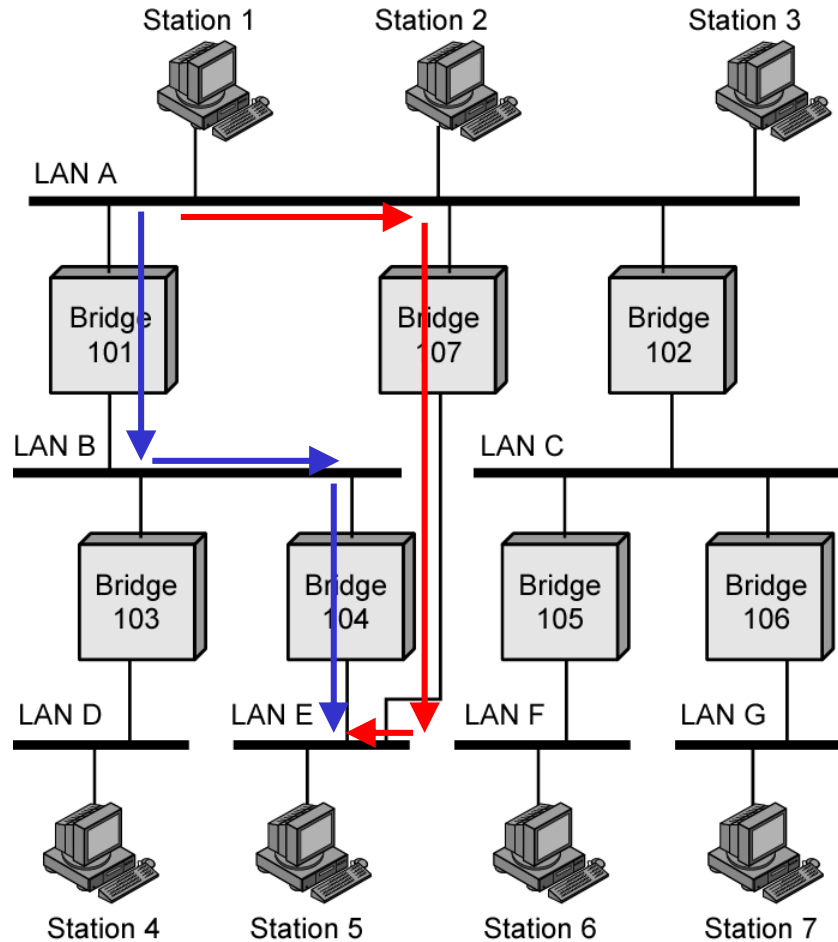 Station 1
Station 2
Station 3
LAN A
Bridge
101
Bridge
107
Bridge
102
LAN B
LAN C
Bridge
103
Bridge
104
Bridge
105
Bridge
106
LAN D
LAN E
LAN F
LAN G
Station 4
Station 5
Station 6
Station 7